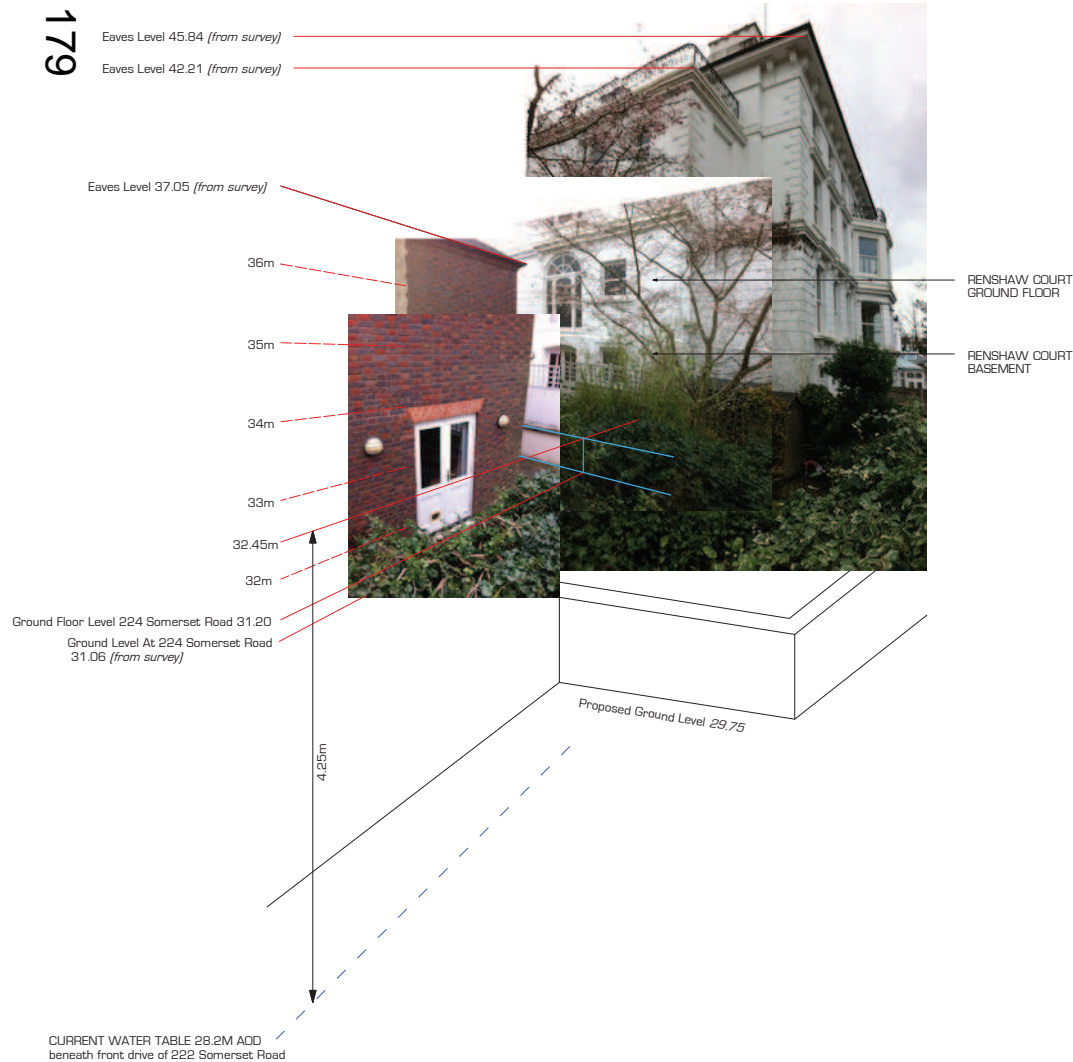 179
Eaves Level 45.84 (from survey)
Eaves Level 42.21 (from survey)
Eaves Level 37.05 (from survey)
36m
RENSHAW COURT
GROUND FLOOR
35m
RENSHAW COURT
BASEMENT
34m
33m
32.45m
32m
Ground Floor Level 224 Somerset Road 31.20
Ground Level At 224 Somerset Road
31.06 (from survey)
Proposed Ground Level 29.75
4.25m
CURRENT WATER TABLE 28.2M AOD
beneath front drive of 222 Somerset Road